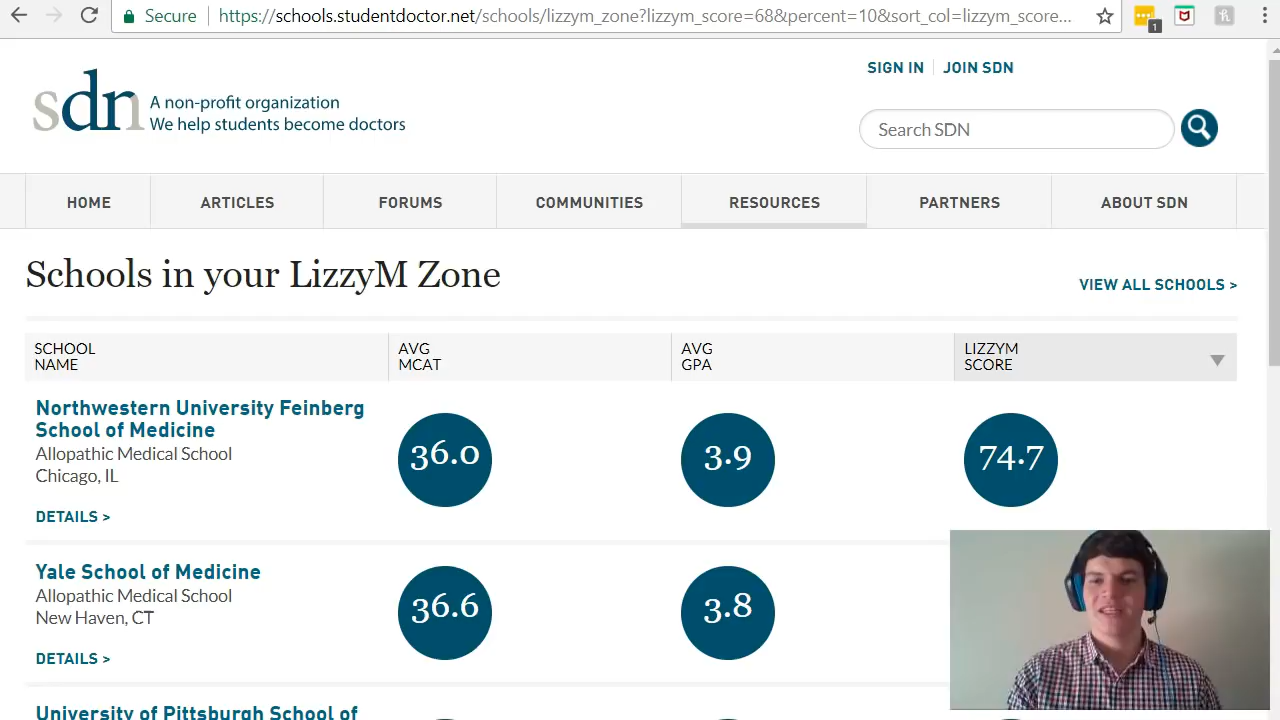 Secure
https://schools.studentdoctor.net/schools/lizzym_zone?lizzym_score=68&percent=10&sort_col=lizzym_score...
1
SIGN IN
JOIN SDN
sdn
A non-profit organization
We help students become doctors
Search SDN
HOME
ARTICLES
FORUMS
COMMUNITIES
RESOURCES
PARTNERS
ABOUT SDN
Schools in your LizzyM Zone
VIEW ALL SCHOOLS >
SCHOOL
NAME
AVG
MCAT
AVG
GPA
LIZZYM
SCORE
Northwestern University Feinberg
School of Medicine
Allopathic Medical School
Chicago, IL
DETAILS >
36.0
3.9
74.7
Yale School of Medicine
Allopathic Medical School
New Haven, CT
DETAILS >
36.6
3.8
University of Pittsburgh School of